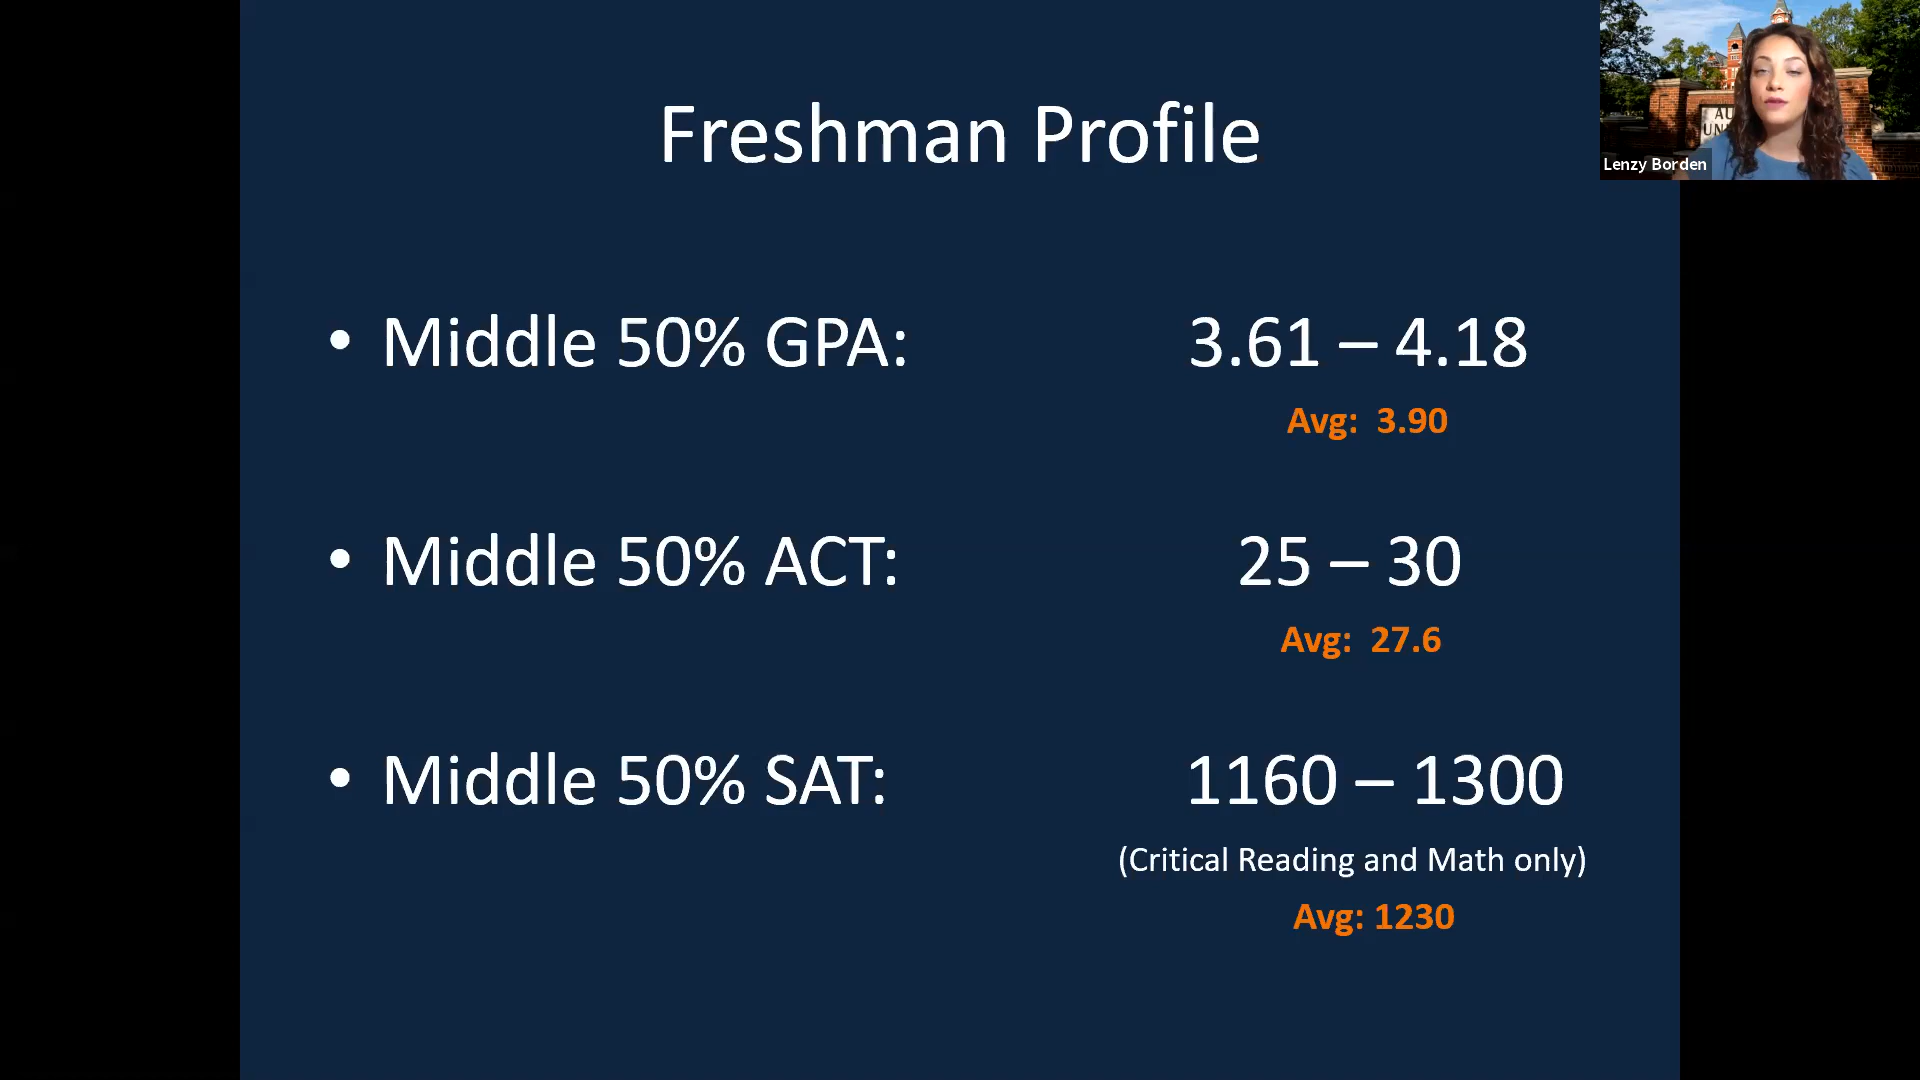 Freshman Profile
Lenzy Borden
• Middle 50% GPA: 3.61 – 4.18
Avg: 3.90
• Middle 50% ACT: 25 – 30
Avg: 27.6
• Middle 50% SAT: 1160 – 1300
(Critical Reading and Math only)
Avg: 1230